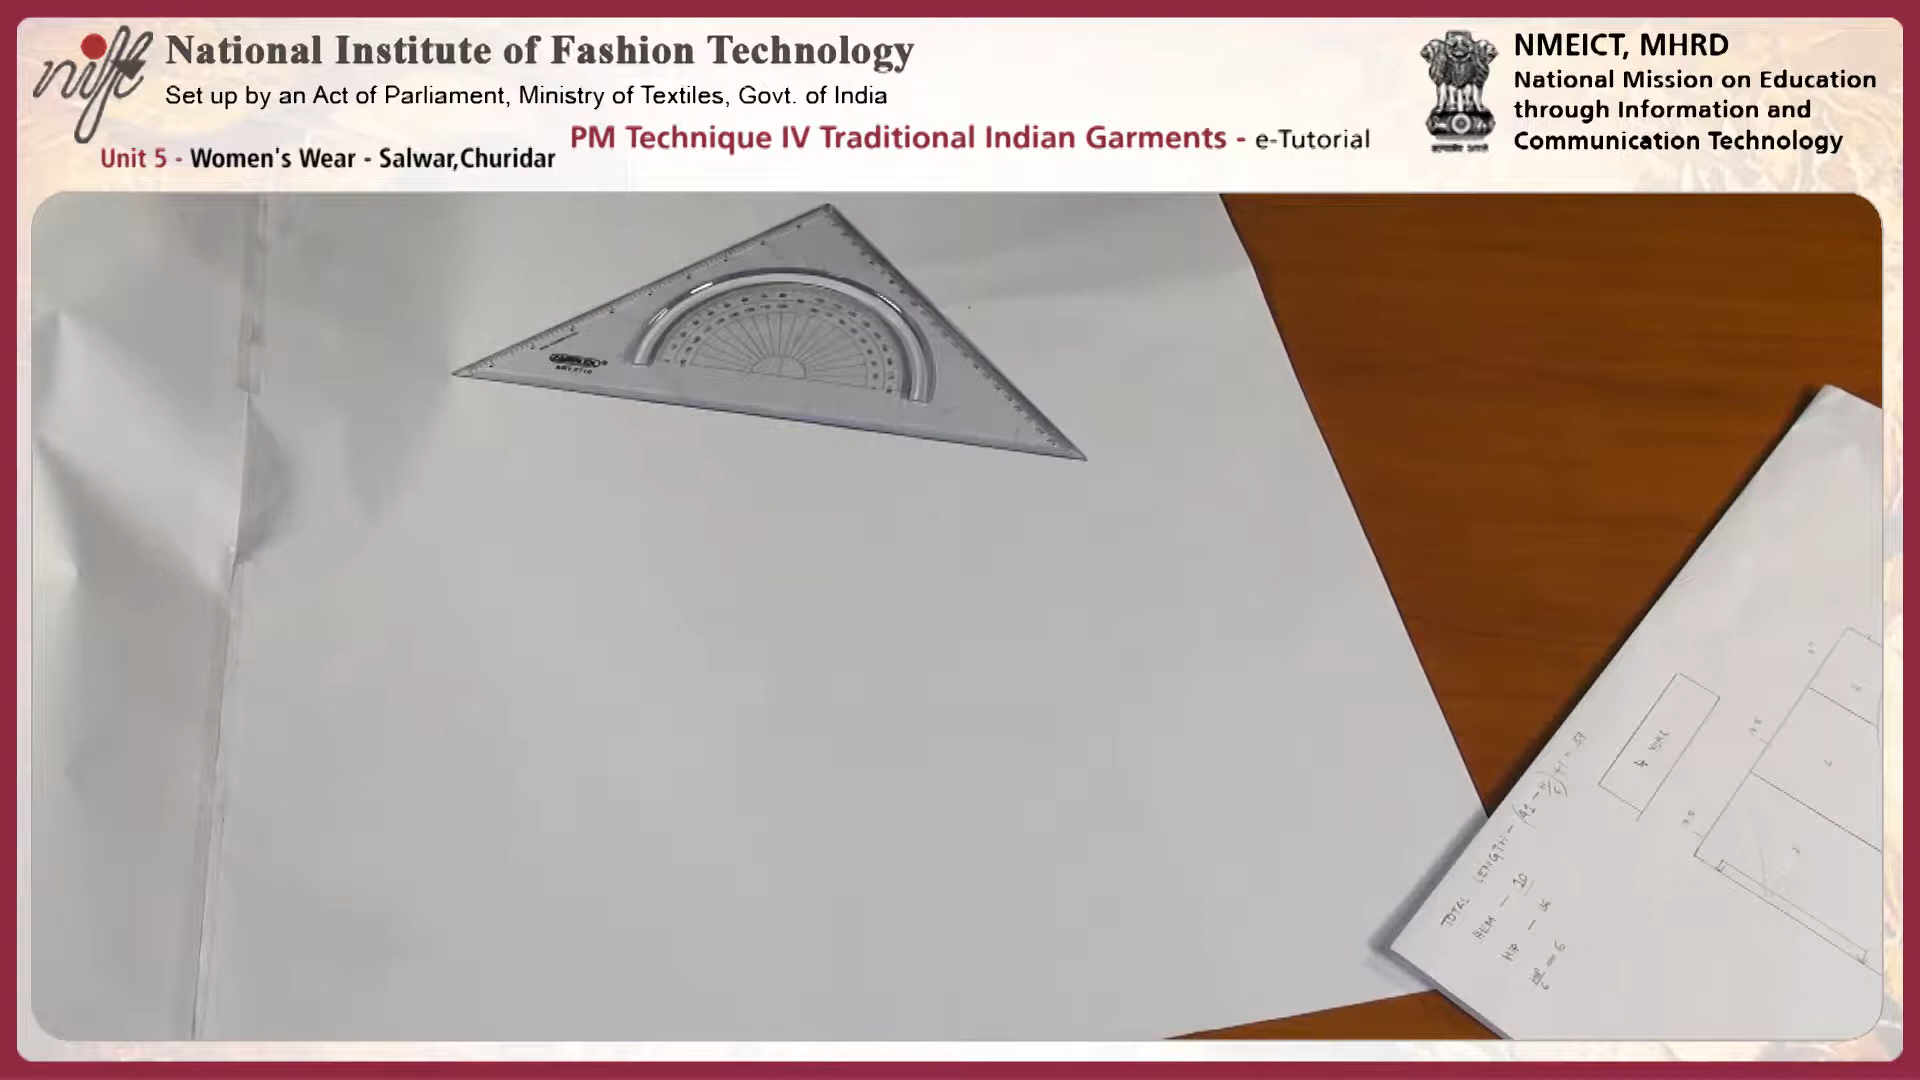 nift
National Institute of Fashion Technology
Set up by an Act of Parliament, Ministry of Textiles, Govt. of India
PM Technique IV Traditional Indian Garments - e-Tutorial
Unit 5 - Women's Wear - Salwar,Churidar
NMEICT, MHRD
National Mission on Education
through Information and
Communication Technology
TOTAL LENGTH -
HEM - 20
HIP - 36